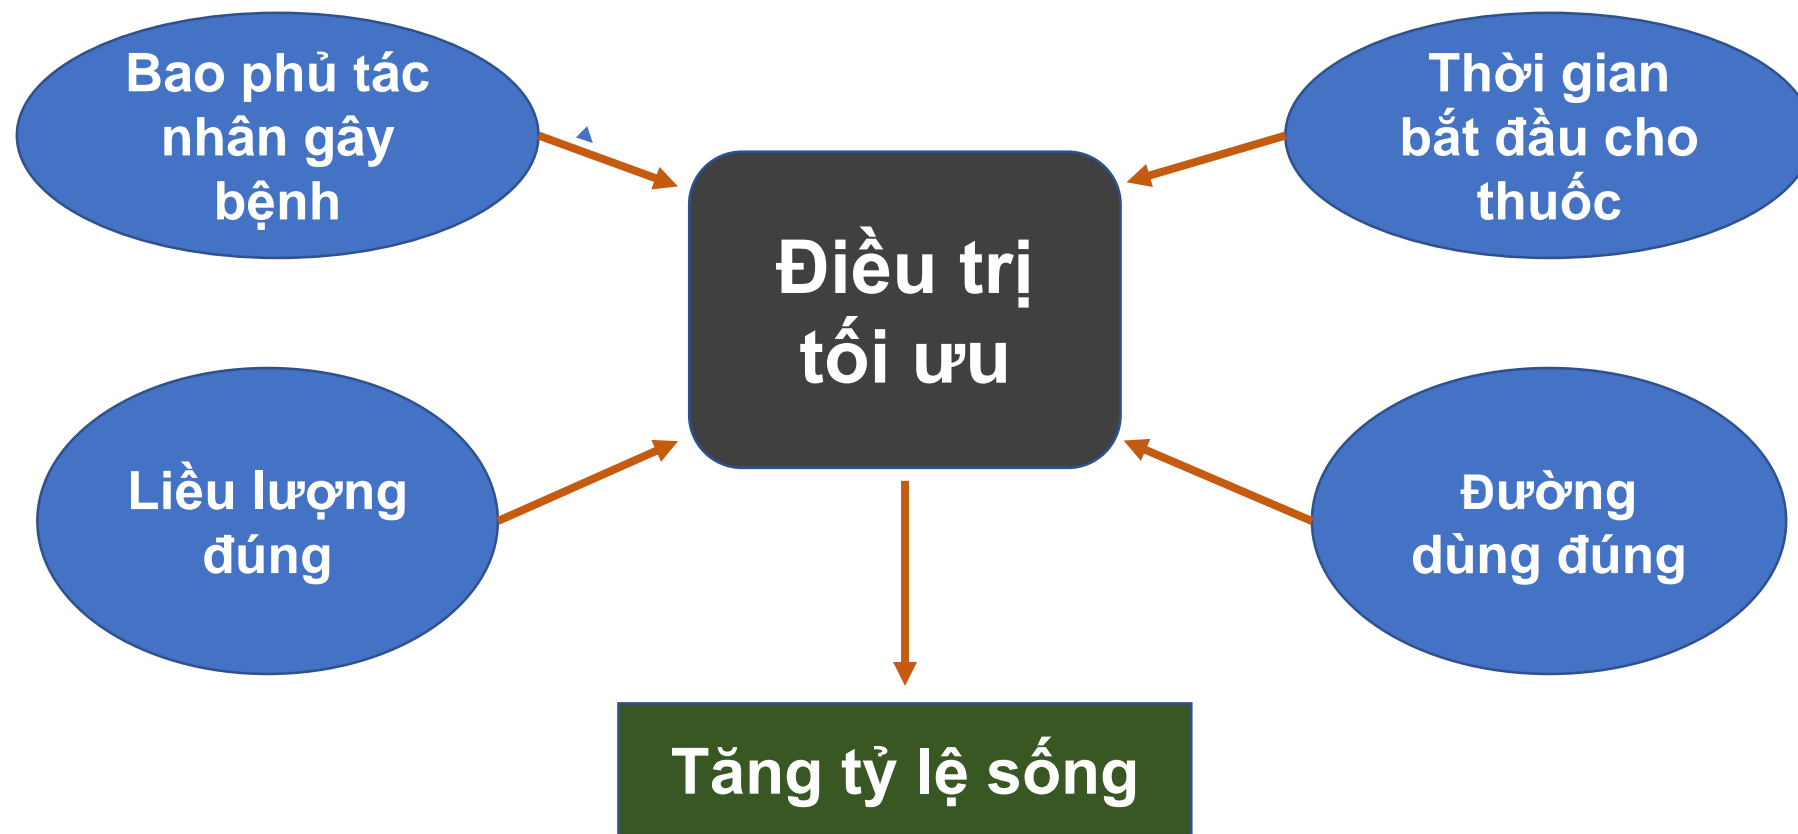 Bao phủ tác
nhân gây
bệnh
Thời gian
bắt đầu cho
thuốc
Điều trị
tối ưu
Liều lượng
đúng
Đường
dùng đúng
Tăng tỷ lệ sống